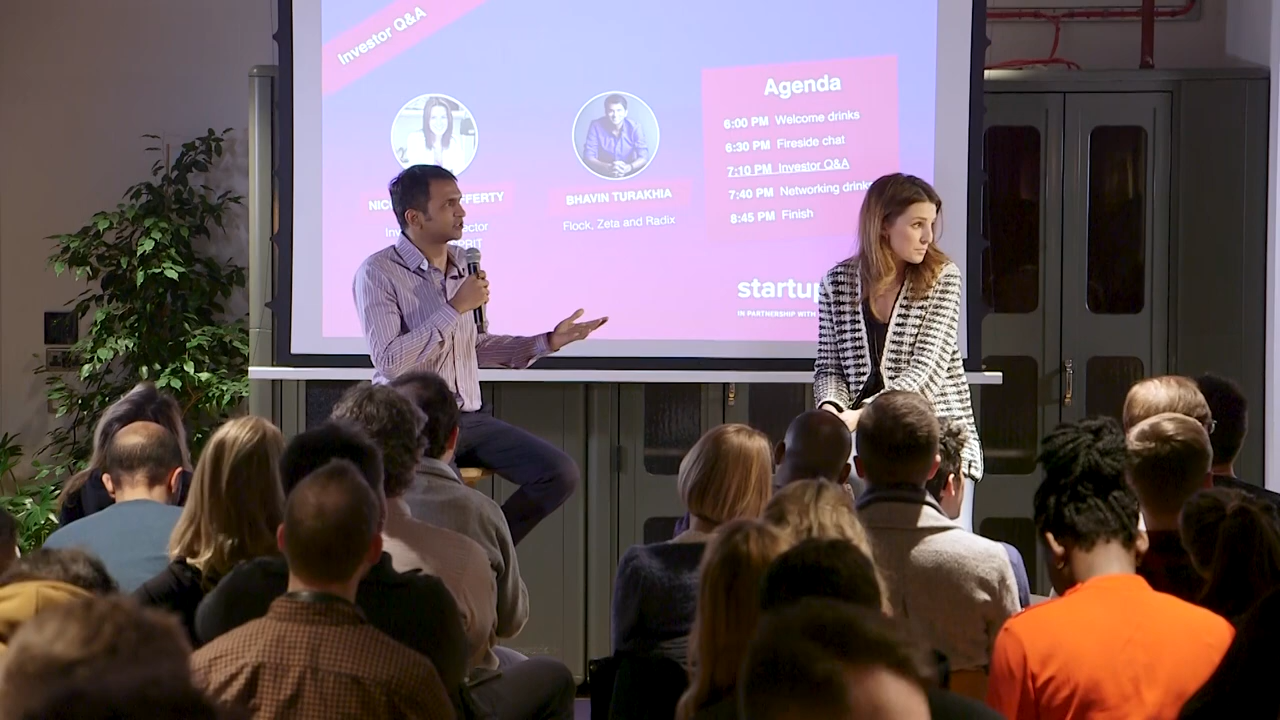 Investor Q&A
Agenda
6:00 PM Welcome drinks
6:30 PM Fireside chat
7:10 PM Investor Q&A
7:40 PM Networking drinks
8:45 PM Finish
BHAVIN TURAKHIA
Flock, Zeta and Radix
startup
IN PARTNERSHIP WITH